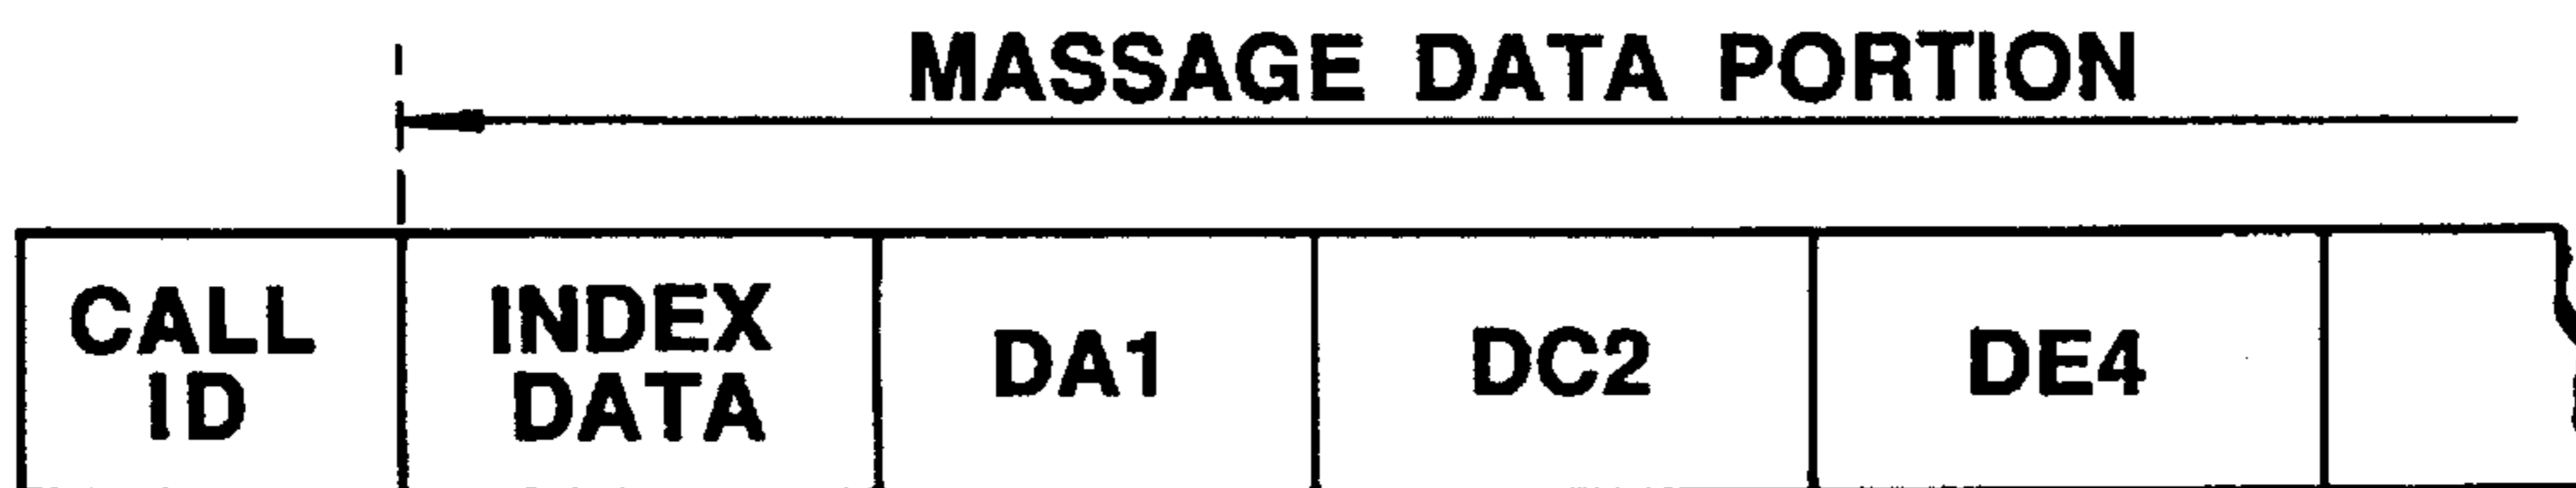 MASSAGE DATA PORTION
CALL
ID
INDEX
DATA
DA1
DC2
DE4